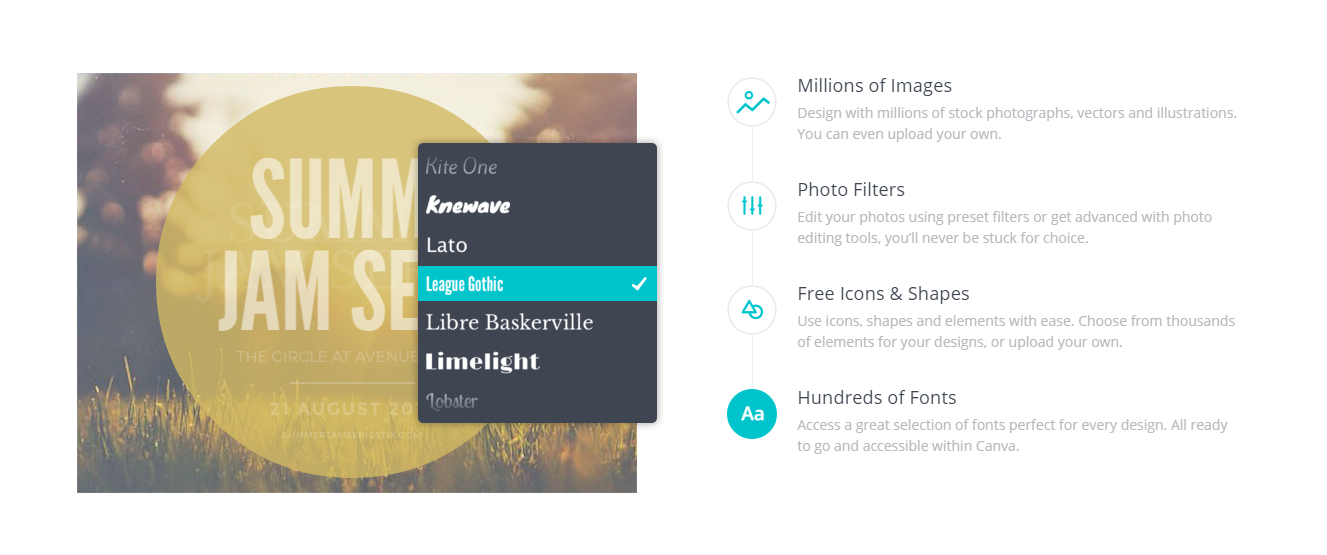 SUMM
JAM SE
THE CIRCLE AT AVENUE
21 AUGUST 20
Kite One
Knewave
Lato
League Gothic
Libre Baskerville
Limelight
Lobster
Millions of Images
Design with millions of stock photographs, vectors and illustrations.
You can even upload your own.
Photo Filters
Edit your photos using preset filters or get advanced with photo
editing tools, you'll never be stuck for choice.
Free Icons & Shapes
Use icons, shapes and elements with ease. Choose from thousands
of elements for your designs, or upload your own.
Aa
Hundreds of Fonts
Access a great selection of fonts perfect for every design. All ready
to go and accessible within Canva.